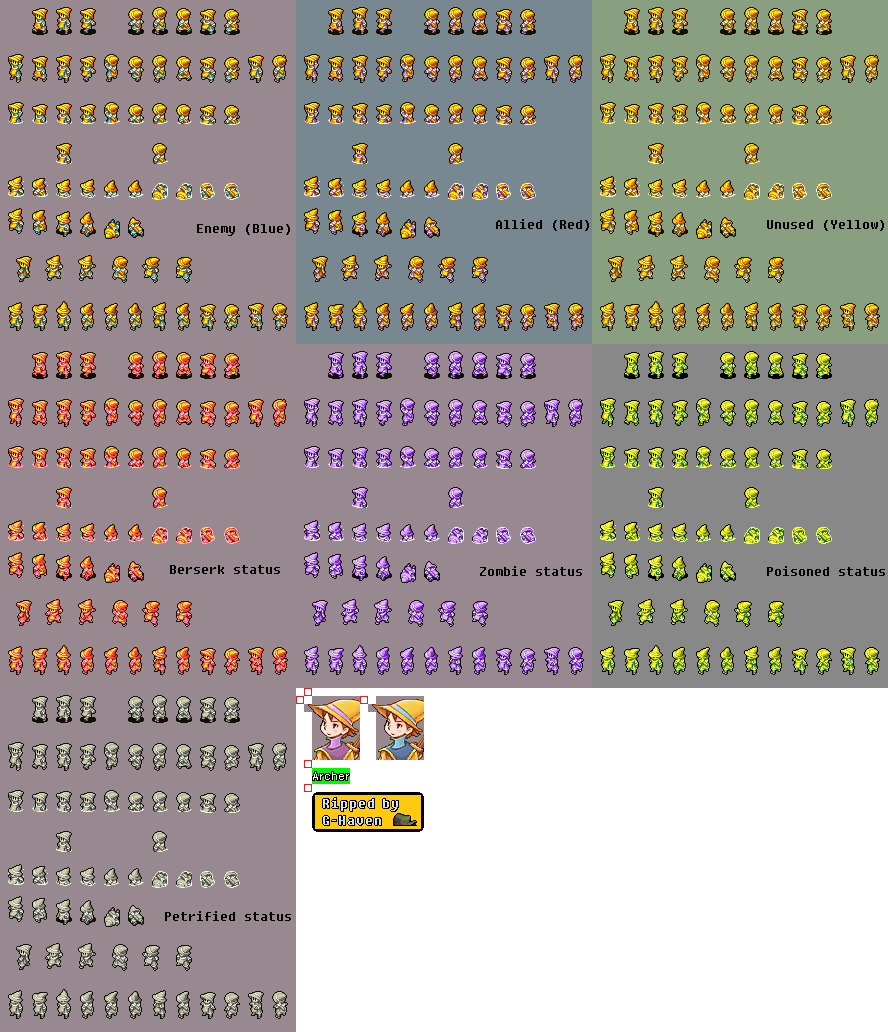 Enemy (Blue)
Allied (Red)
Unused (Yellow)
Berserk status
Zombie status
Poisoned status
Petrified status
Archer
Ripped by
G-Haven